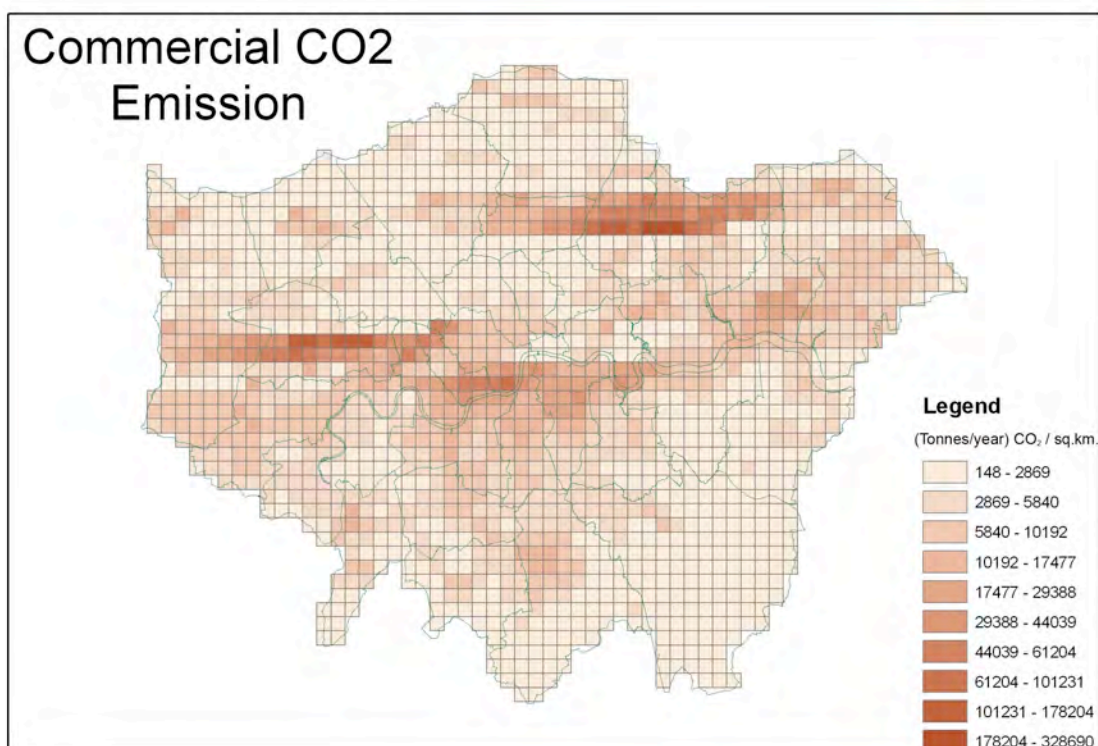 Commercial CO2
Emission
Legend
(Tonnes/year) CO₂ / sq.km.
148 - 2869
2869 - 5840
5840 - 10192
10192 - 17477
17477 - 29388
29388 - 44039
44039 - 61204
61204 - 101231
101231 - 178204
178204 - 328690